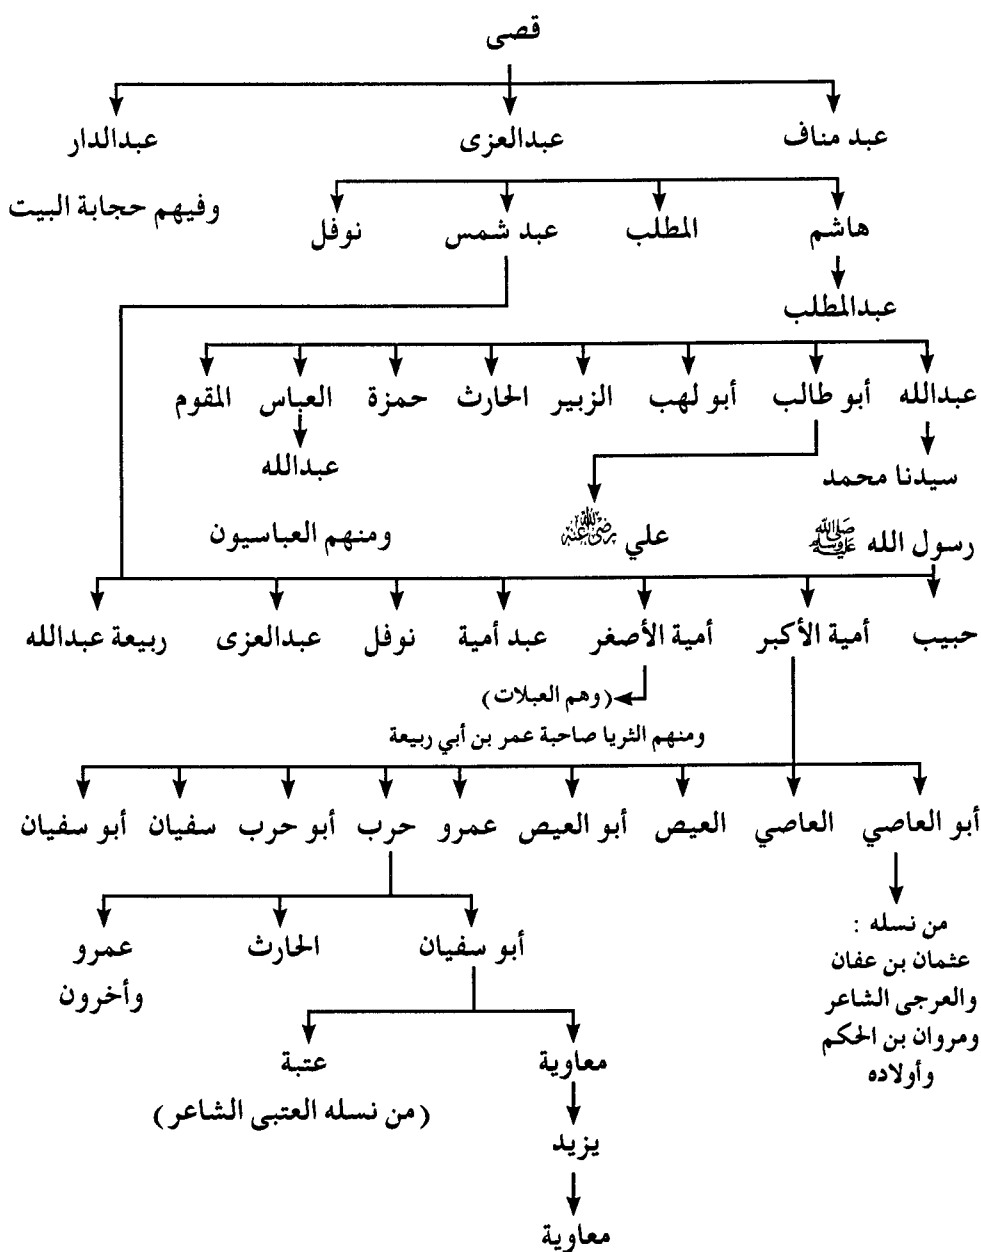 قصى
عبد مناف عبدالعزى عبدالدار
وفيهم حجابة البيت
هاشم المطلب عبد شمس نوفل
عبدالمطلب
عبدالله أبو طالب أبو لهب الزبير الحارث حمزة العباس المقوم
سيدنا محمد عبدالله
رسول الله ﷺ علي رضي الله عنه ومنهم العباسيون
حبيب أمية الأكبر أمية الأصغر عبد أمية نوفل عبدالعزى ربيعة عبدالله
(وهم العبلات)
ومنهم الثريا صاحبة عمر بن أبي ربيعة
أبو العاصي العاصي العيص أبو العيص عمرو حرب أبو حرب سفيان أبو سفيان
من نسله :
عثمان بن عفان
والعرجى الشاعر
ومروان بن الحكم
وأولاده
أبو سفيان الحارث عمرو
وأخرون
معاوية عتبة
(من نسله العتبى الشاعر)
يزيد
معاوية